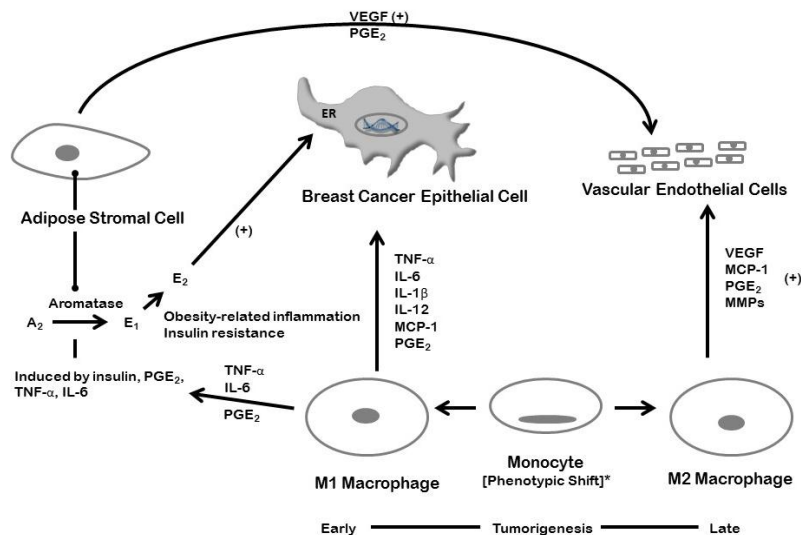 VEGF (+)
PGE₂
ER
Adipose Stromal Cell
Breast Cancer Epithelial Cell
Vascular Endothelial Cells
(+)
E₂
Aromatase
A₂
E₁
Obesity-related inflammation
Insulin resistance
TNF-α
IL-6
IL-1β
IL-12
MCP-1
PGE₂
VEGF
MCP-1
PGE₂
MMPs
(+)
Induced by insulin, PGE₂,
TNF-α, IL-6
TNF-α
IL-6
PGE₂
M1 Macrophage
Monocyte
[Phenotypic Shift]*
M2 Macrophage
Early
Tumorigenesis
Late